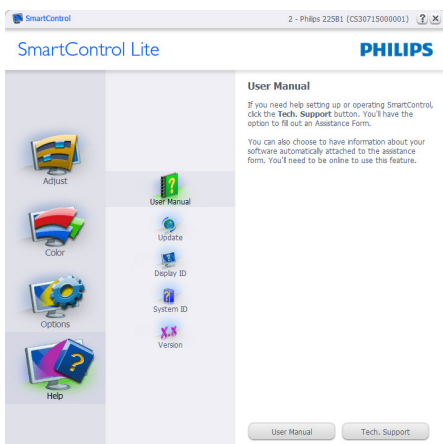 SmartControl
2 - Philips 225B1 (CS30715000001)
SmartControl Lite
PHILIPS
Adjust
Color
Options
Help
User Manual
Update
Display ID
System ID
X.X
Version
User Manual
If you need help setting up or operating SmartControl,
click the Tech. Support button. You'll have the
option to fill out an Assistance Form.
You can also choose to have information about your
software automatically attached to the assistance
form. You'll need to be online to use this feature.
User Manual
Tech. Support